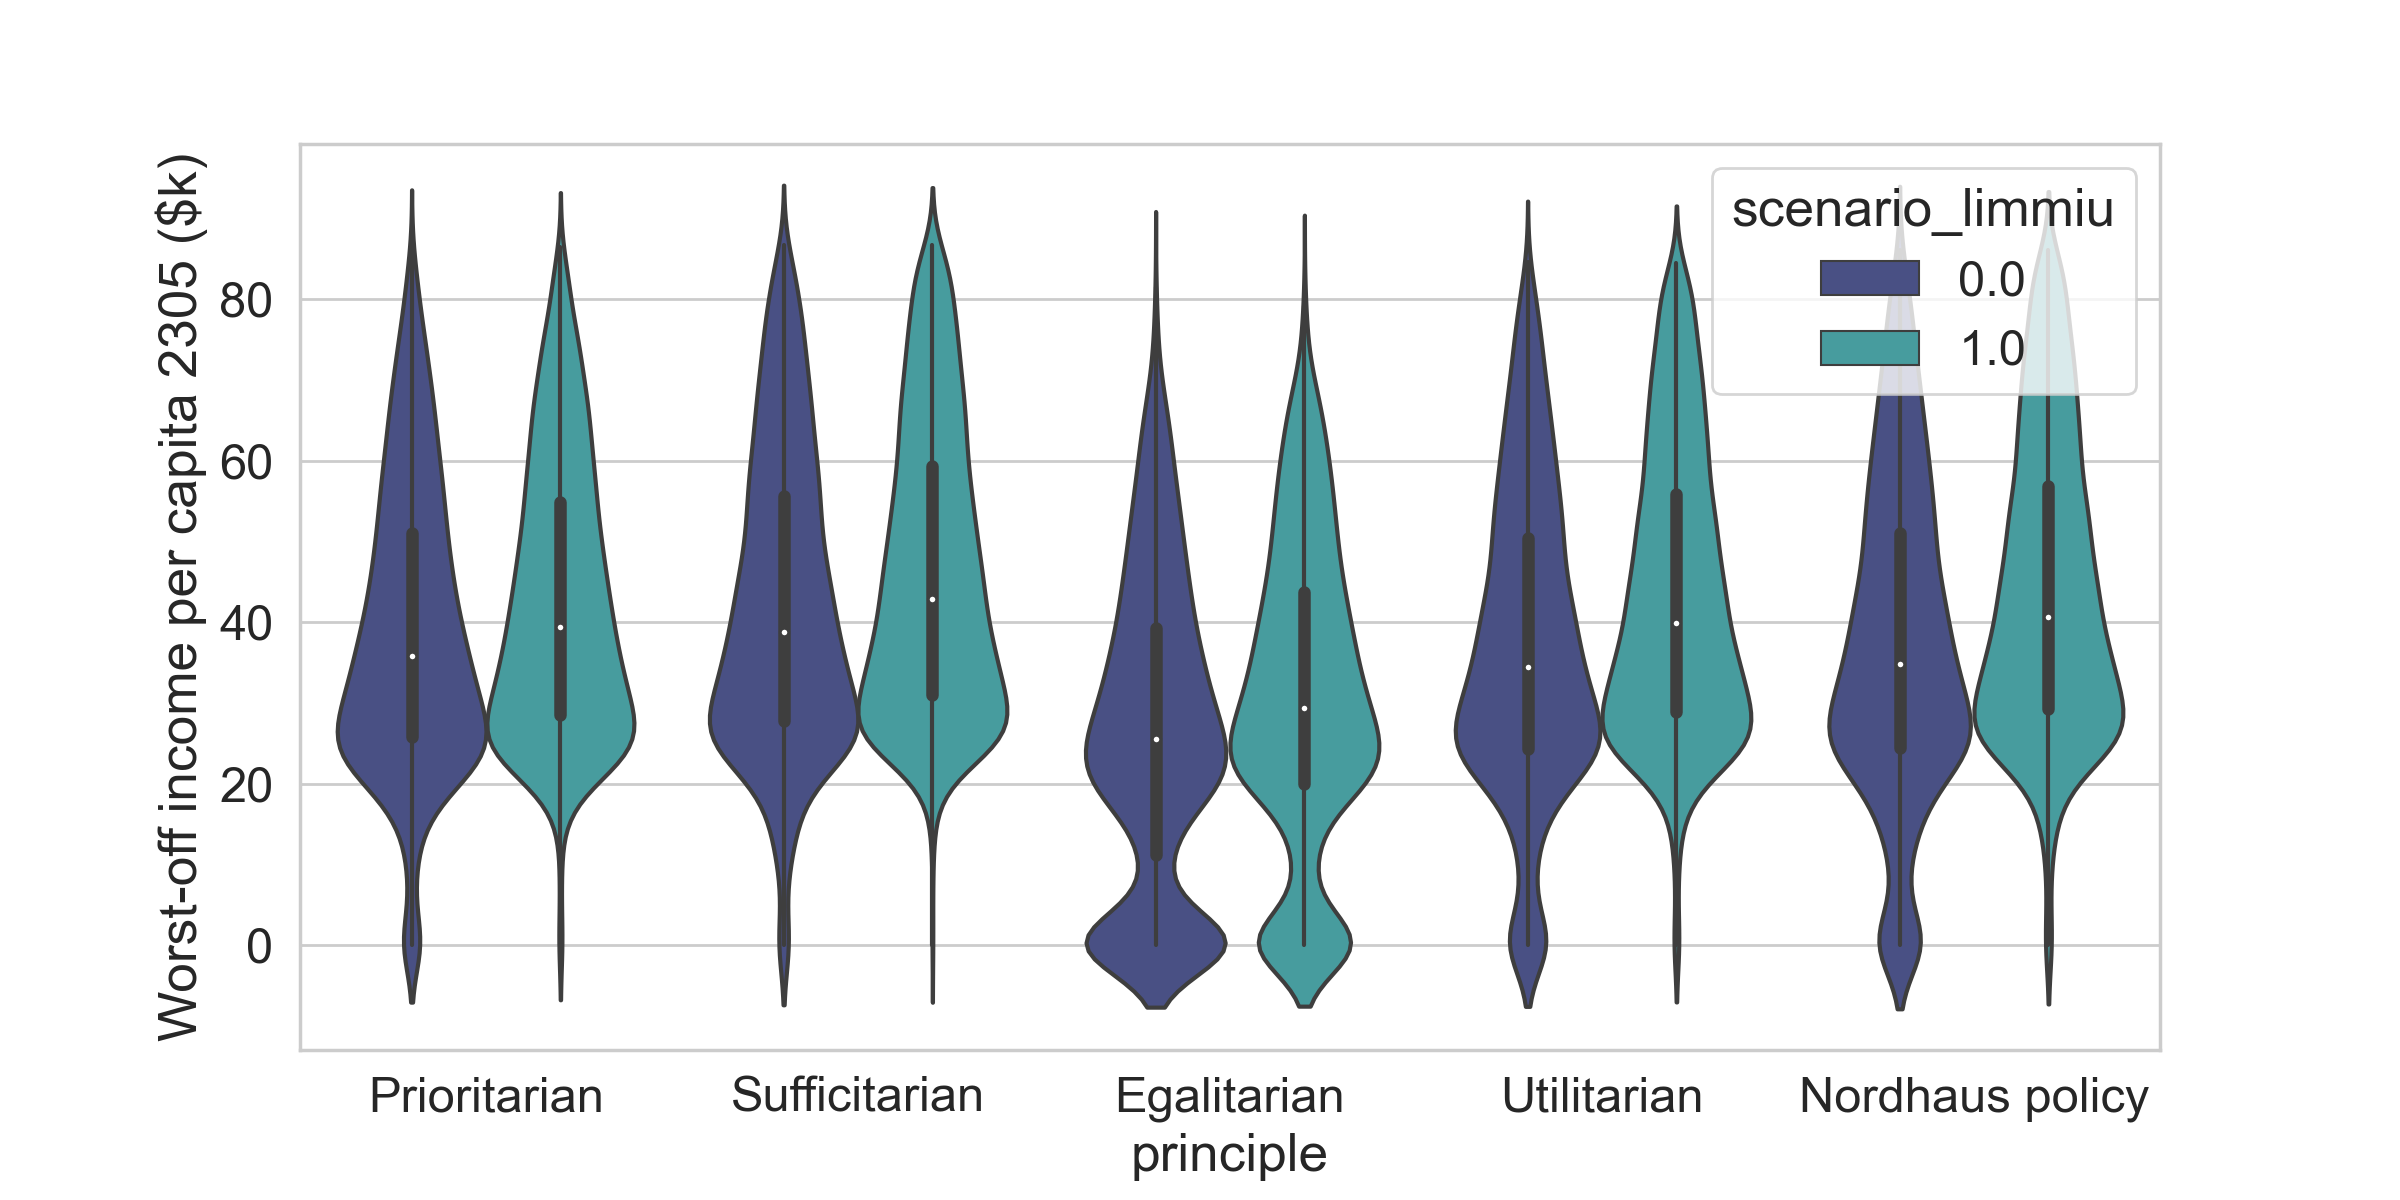 Worst-off income per capita 2305 ($k)
80
60
40
20
0
scenario_limmiu
0.0
1.0
Prioritarian
Sufficitarian
Egalitarian
Utilitarian
Nordhaus policy
principle